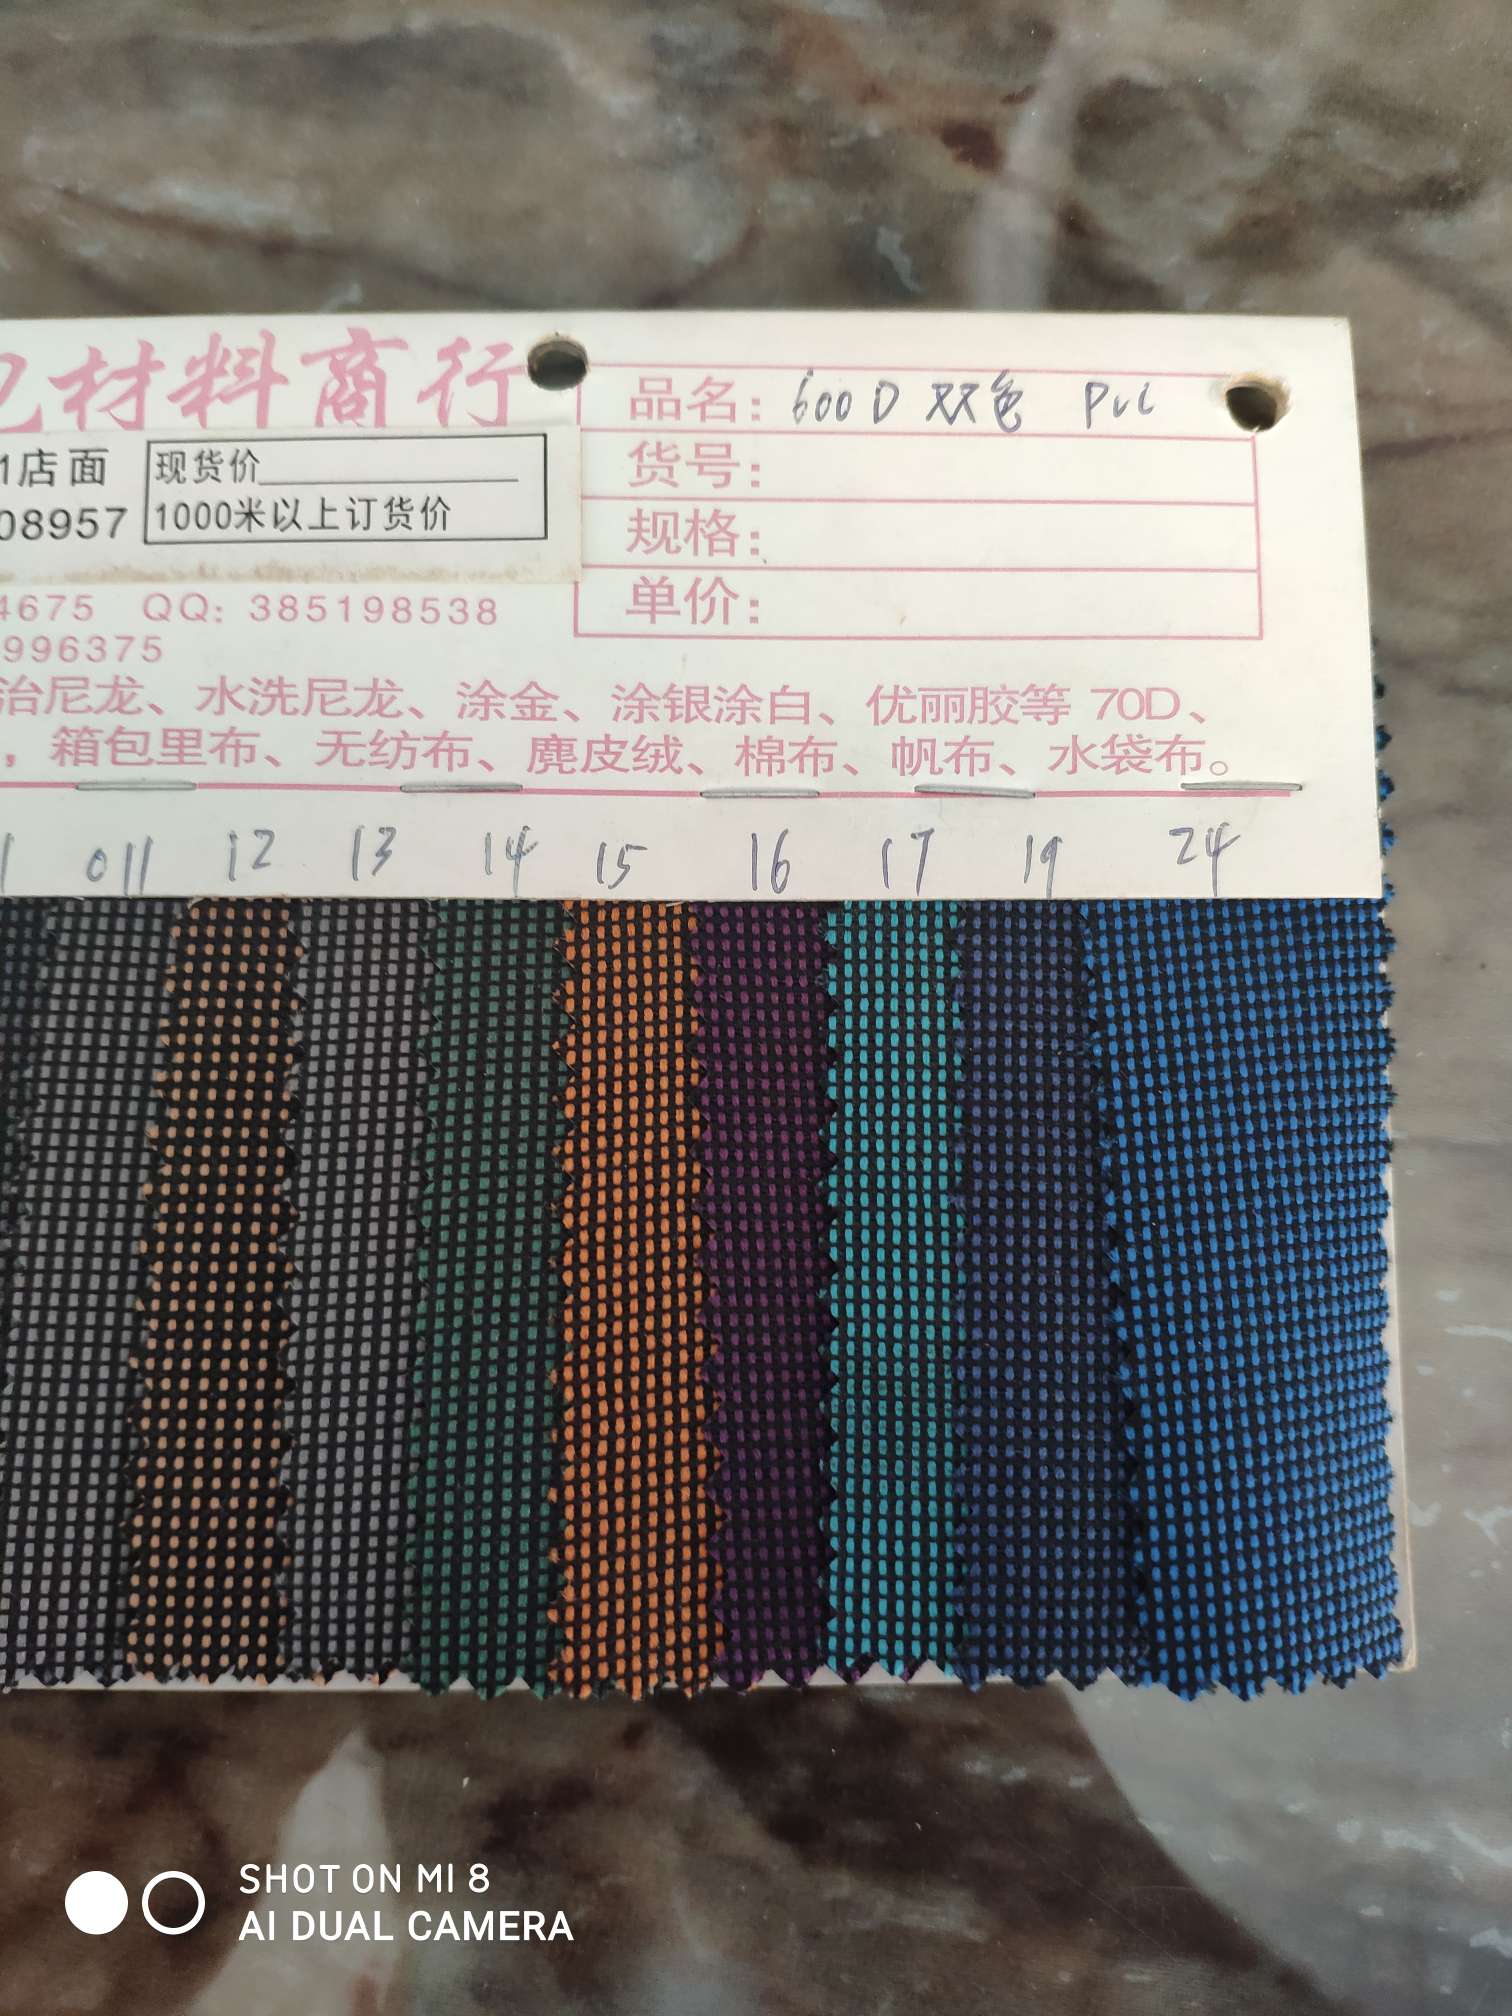 材料商行
品名: 600D 双色 PVC
1店面
现货价
货号:
08957
1000米以上订货价
规格:
单价:
4675 QQ: 385198538
996375
治尼龙、水洗尼龙、涂金、涂银涂白、优丽胶等 70D、
,箱包里布、无纺布、麂皮绒、棉布、帆布、水袋布。
011 12 13 14 15 16 17 19 24
SHOT ON MI 8
AI DUAL CAMERA